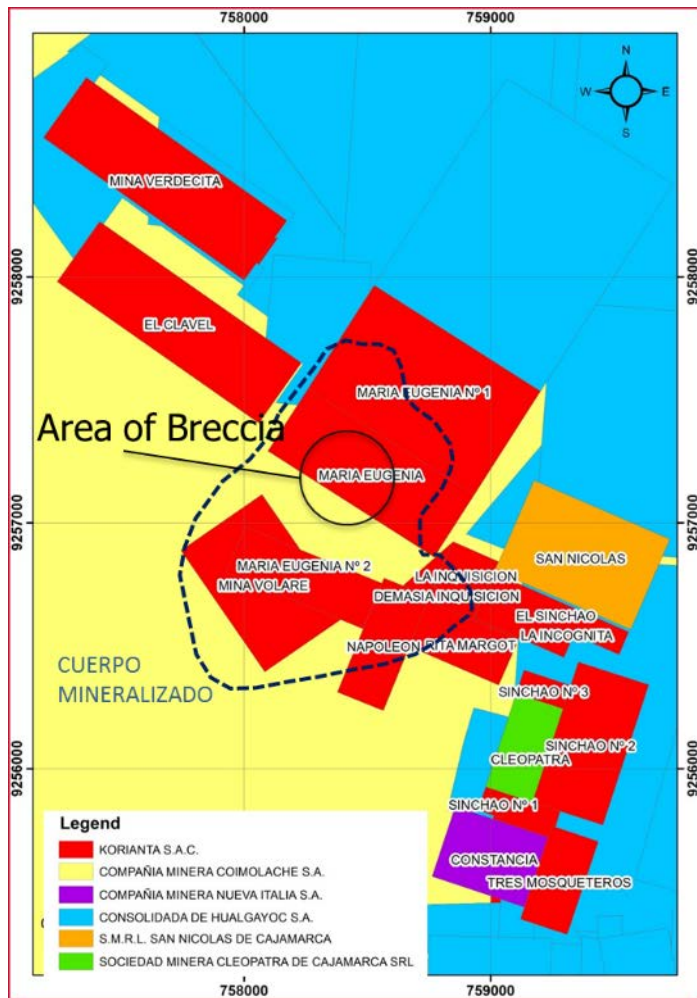 758000
759000
N
W E
S
MINA VERDECITA
9258000
9258000
EL CLAVEL
MARIA EUGENIA Nº 1
Area of Breccia
MARIA EUGENIA
9257000
9257000
SAN NICOLAS
MARIA EUGENIA Nº 2
LA INQUISICION
MINA VOLARE
DEMASIA INQUISICION
EL SINCHAO
LA INCOGNITA
NAPOLEON
RITA MARGOT
CUERPO
MINERALIZADO
SINCHAO Nº 3
SINCHAO Nº 2
CLEOPATRA
9256000
9256000
SINCHAO Nº 1
CONSTANCIA
TRES MOSQUETEROS
Legend
KORIANTA S.A.C.
COMPAÑIA MINERA COIMOLACHE S.A.
COMPAÑIA MINERA NUEVA ITALIA S.A.
CONSOLIDADA DE HUALGAYOC S.A.
S.M.R.L. SAN NICOLAS DE CAJAMARCA
SOCIEDAD MINERA CLEOPATRA DE CAJAMARCA SRL
758000
759000